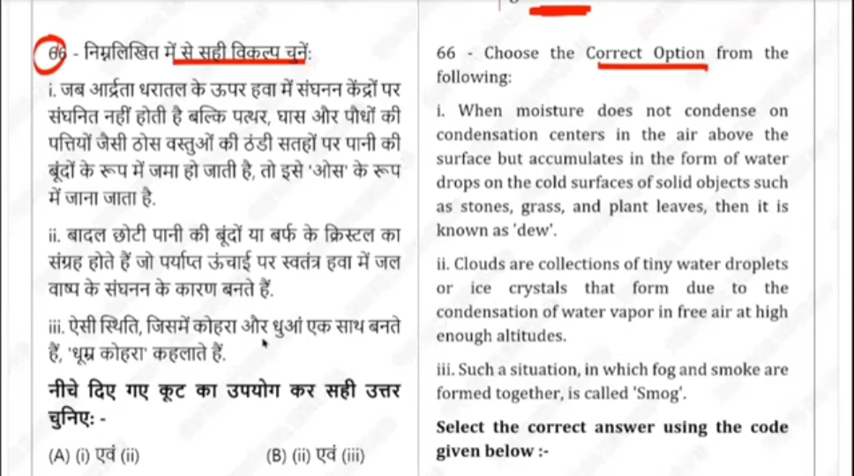 66 - निम्नलिखित में से सही विकल्प चुनें:
i. जब आर्द्रता धरातल के ऊपर हवा में संघनन केंद्रों पर
संघनित नहीं होती है बल्कि पत्थर, घास और पौधों की
पत्तियों जैसी ठोस वस्तुओं की ठंडी सतहों पर पानी की
बूंदों के रूप में जमा हो जाती है, तो इसे 'ओस' के रूप
में जाना जाता है.
ii. बादल छोटी पानी की बूंदों या बर्फ के क्रिस्टल का
संग्रह होते हैं जो पर्याप्त ऊंचाई पर स्वतंत्र हवा में जल
वाष्प के संघनन के कारण बनते हैं.
iii. ऐसी स्थिति, जिसमें कोहरा और धुआं एक साथ बनते
हैं, 'धूम्र कोहरा' कहलाते हैं.
नीचे दिए गए कूट का उपयोग कर सही उत्तर
चुनिए: -
(A) (i) एवं (ii) (B) (ii) एवं (iii)
66 - Choose the Correct Option from the
following:
i. When moisture does not condense on
condensation centers in the air above the
surface but accumulates in the form of water
drops on the cold surfaces of solid objects such
as stones, grass, and plant leaves, then it is
known as 'dew'.
ii. Clouds are collections of tiny water droplets
or ice crystals that form due to the
condensation of water vapor in free air at high
enough altitudes.
iii. Such a situation, in which fog and smoke are
formed together, is called 'Smog'.
Select the correct answer using the code
given below :-